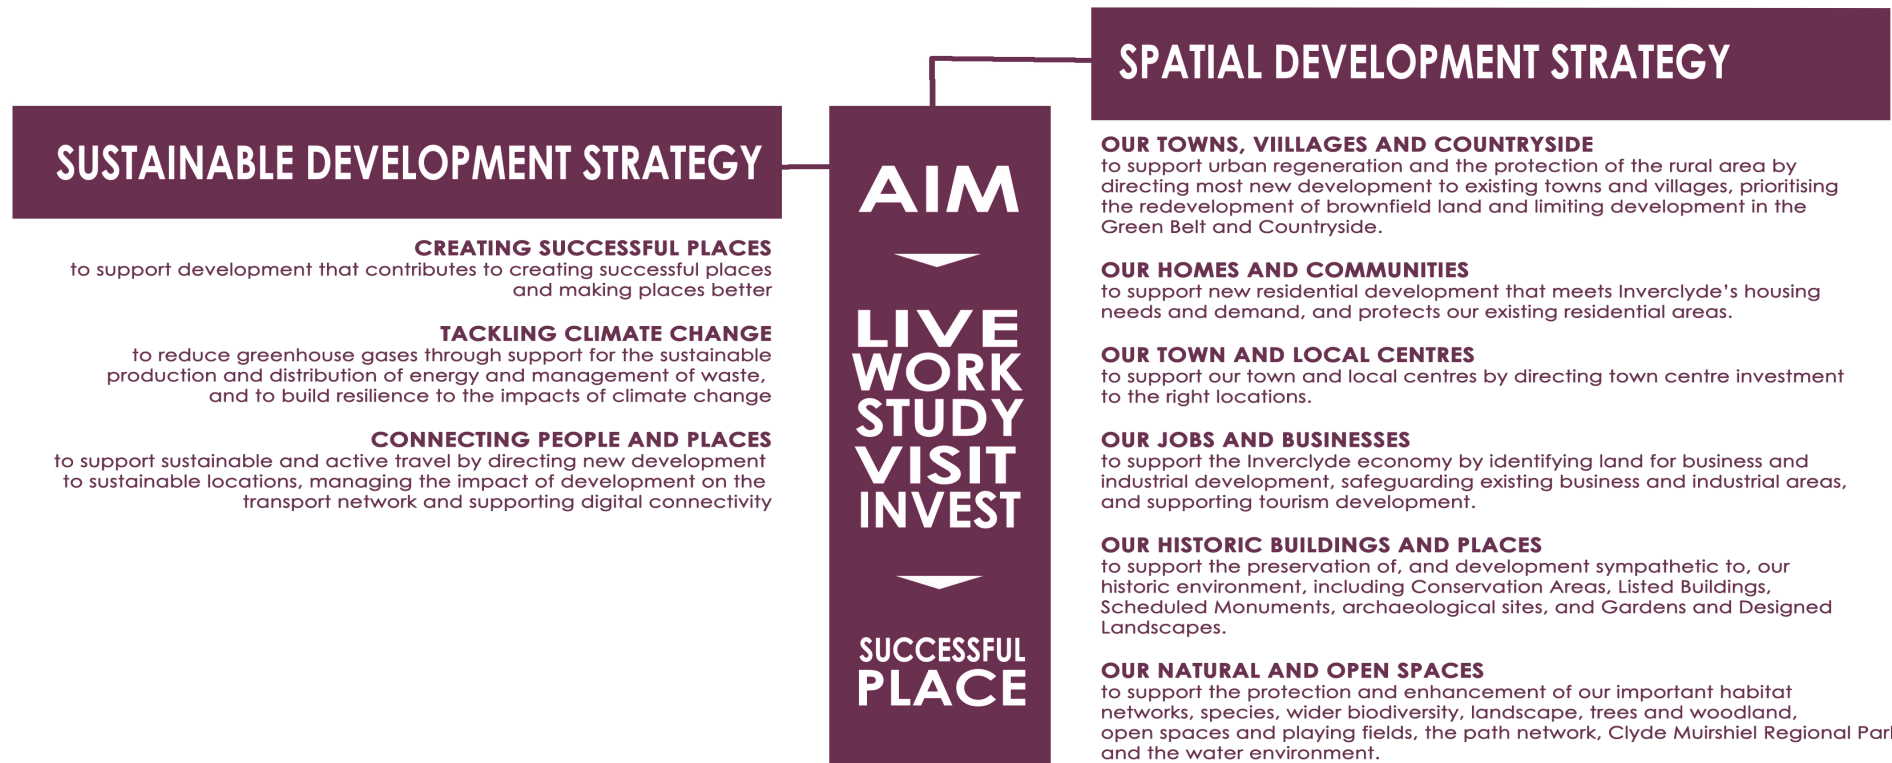 SUSTAINABLE DEVELOPMENT STRATEGY
CREATING SUCCESSFUL PLACES
to support development that contributes to creating successful places
and making places better
TACKLING CLIMATE CHANGE
to reduce greenhouse gases through support for the sustainable
production and distribution of energy and management of waste,
and to build resilience to the impacts of climate change
CONNECTING PEOPLE AND PLACES
to support sustainable and active travel by directing new development
to sustainable locations, managing the impact of development on the
transport network and supporting digital connectivity
AIM
LIVE
WORK
STUDY
VISIT
INVEST
SUCCESSFUL
PLACE
SPATIAL DEVELOPMENT STRATEGY
OUR TOWNS, VIILLAGES AND COUNTRYSIDE
to support urban regeneration and the protection of the rural area by
directing most new development to existing towns and villages, prioritising
the redevelopment of brownfield land and limiting development in the
Green Belt and Countryside.
OUR HOMES AND COMMUNITIES
to support new residential development that meets Inverclyde’s housing
needs and demand, and protects our existing residential areas.
OUR TOWN AND LOCAL CENTRES
to support our town and local centres by directing town centre investment
to the right locations.
OUR JOBS AND BUSINESSES
to support the Inverclyde economy by identifying land for business and
industrial development, safeguarding existing business and industrial areas,
and supporting tourism development.
OUR HISTORIC BUILDINGS AND PLACES
to support the preservation of, and development sympathetic to, our
historic environment, including Conservation Areas, Listed Buildings,
Scheduled Monuments, archaeological sites, and Gardens and Designed
Landscapes.
OUR NATURAL AND OPEN SPACES
to support the protection and enhancement of our important habitat
networks, species, wider biodiversity, landscape, trees and woodland,
open spaces and playing fields, the path network, Clyde Muirshiel Regional Park
and the water environment.